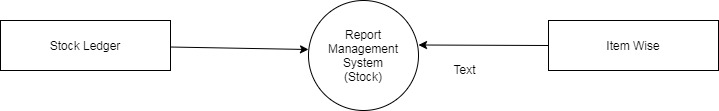 Stock Ledger
Report
Management
System
(Stock)
Item Wise
Text